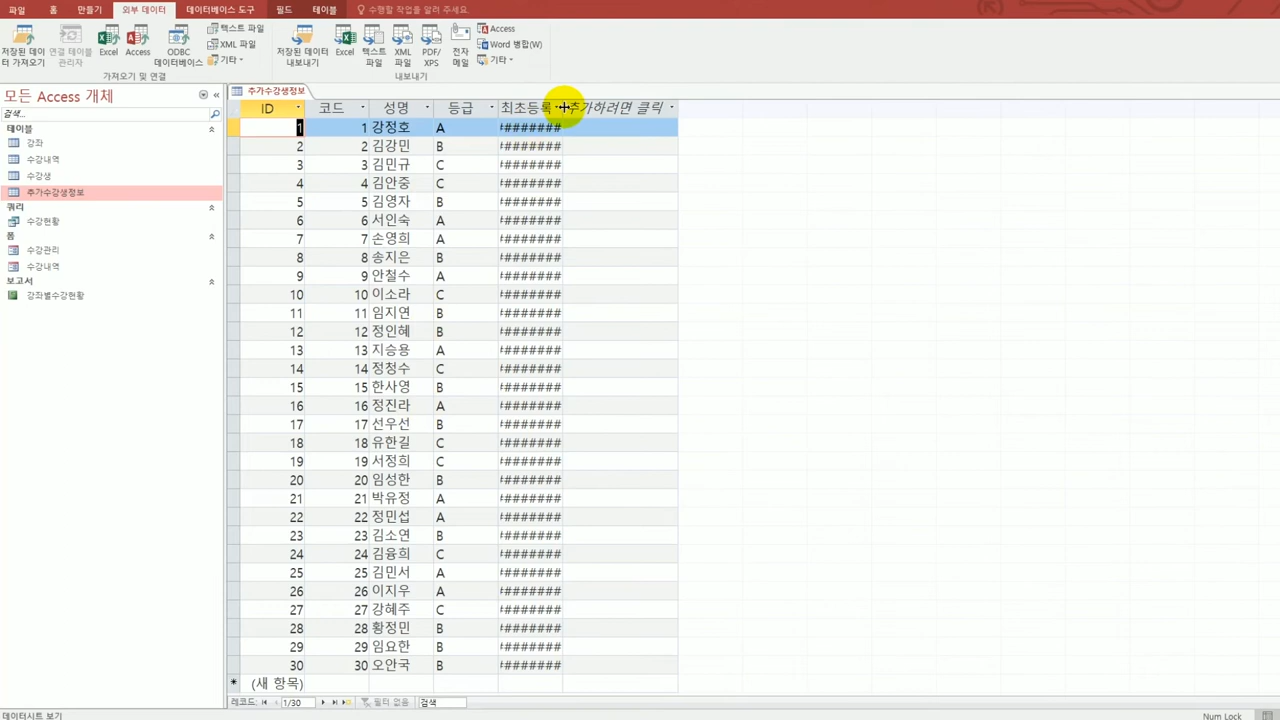 파일 홈 만들기 외부 데이터 데이터베이스 도구 필드 테이블 수행할 작업을 알려 주세요.
저장된 데이
터 가져오기
연결 테이블
관리자
Excel
Access
ODBC
데이터베이스
텍스트 파일
XML 파일
기타
가져오기 및 연결
저장된 데이터
내보내기
Excel
텍스트
파일
XML
파일
PDF/
XPS
전자
메일
Access
Word 병합(W)
기타
내보내기
모든 Access 개체
검색...
테이블
강좌
수강내역
수강생
추가수강생정보
쿼리
수강현황
폼
수강관리
수강내역
보고서
강좌별수강현황
추가수강생정보
ID 코드 성명 등급 최초등록 추가하려면 클릭
1 1 강정호 A ########
2 2 김강민 B ########
3 3 김민규 C ########
4 4 김안중 C ########
5 5 김영자 B ########
6 6 서인숙 A ########
7 7 손영희 A ########
8 8 송지은 B ########
9 9 안철수 A ########
10 10 이소라 C ########
11 11 임지연 B ########
12 12 정인혜 B ########
13 13 지승용 A ########
14 14 정청수 C ########
15 15 한사영 B ########
16 16 정진라 A ########
17 17 선우선 B ########
18 18 유한길 C ########
19 19 서정희 C ########
20 20 임성한 B ########
21 21 박유정 A ########
22 22 정민섭 A ########
23 23 김소연 B ########
24 24 김융희 C ########
25 25 김민서 A ########
26 26 이지우 A ########
27 27 강혜주 C ########
28 28 황정민 B ########
29 29 임요한 B ########
30 30 오안국 B ########
* (새 항목)
레코드: 1/30 필터 없음 검색
데이터시트 보기 Num Lock